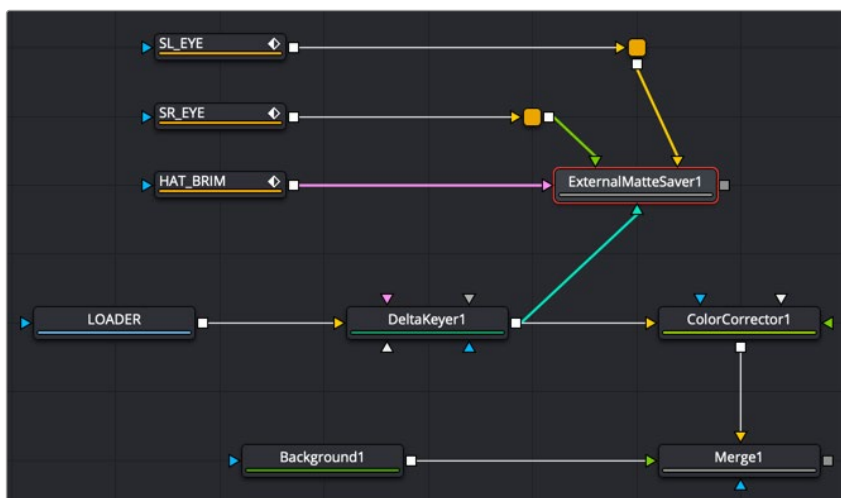 SL_EYE
SR_EYE
HAT_BRIM
ExternalMatteSaver1
LOADER
DeltaKeyer1
ColorCorrector1
Background1
Merge1